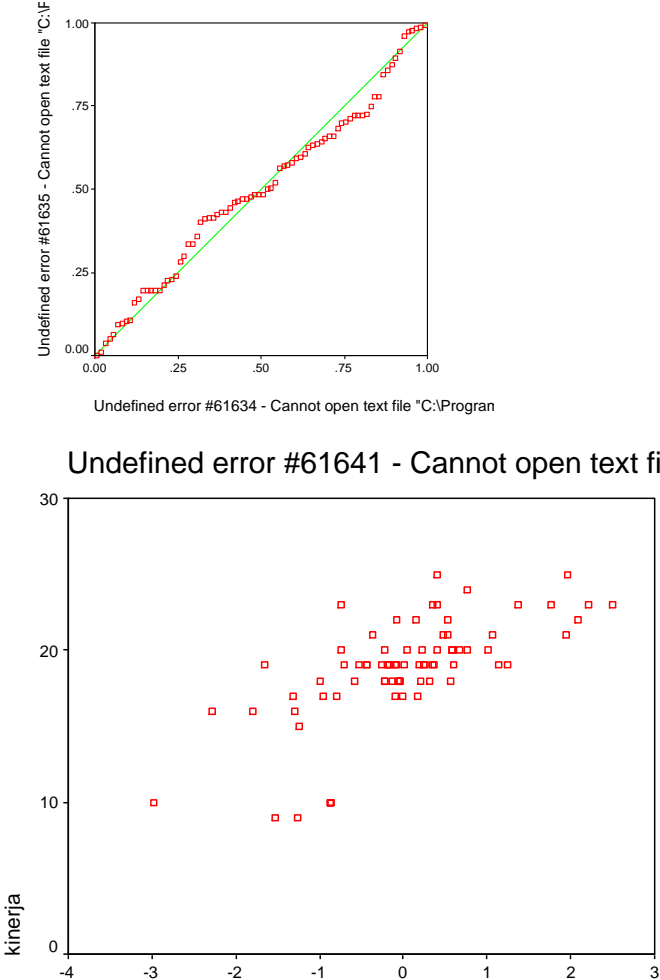 Undefined error #61635 - Cannot open text file "C:\F
1.00
.75
.50
.25
0.00
0.00 .25 .50 .75 1.00
Undefined error #61634 - Cannot open text file "C:\Program
Undefined error #61641 - Cannot open text fi
kinerja
30
20
10
0
-4 -3 -2 -1 0 1 2 3